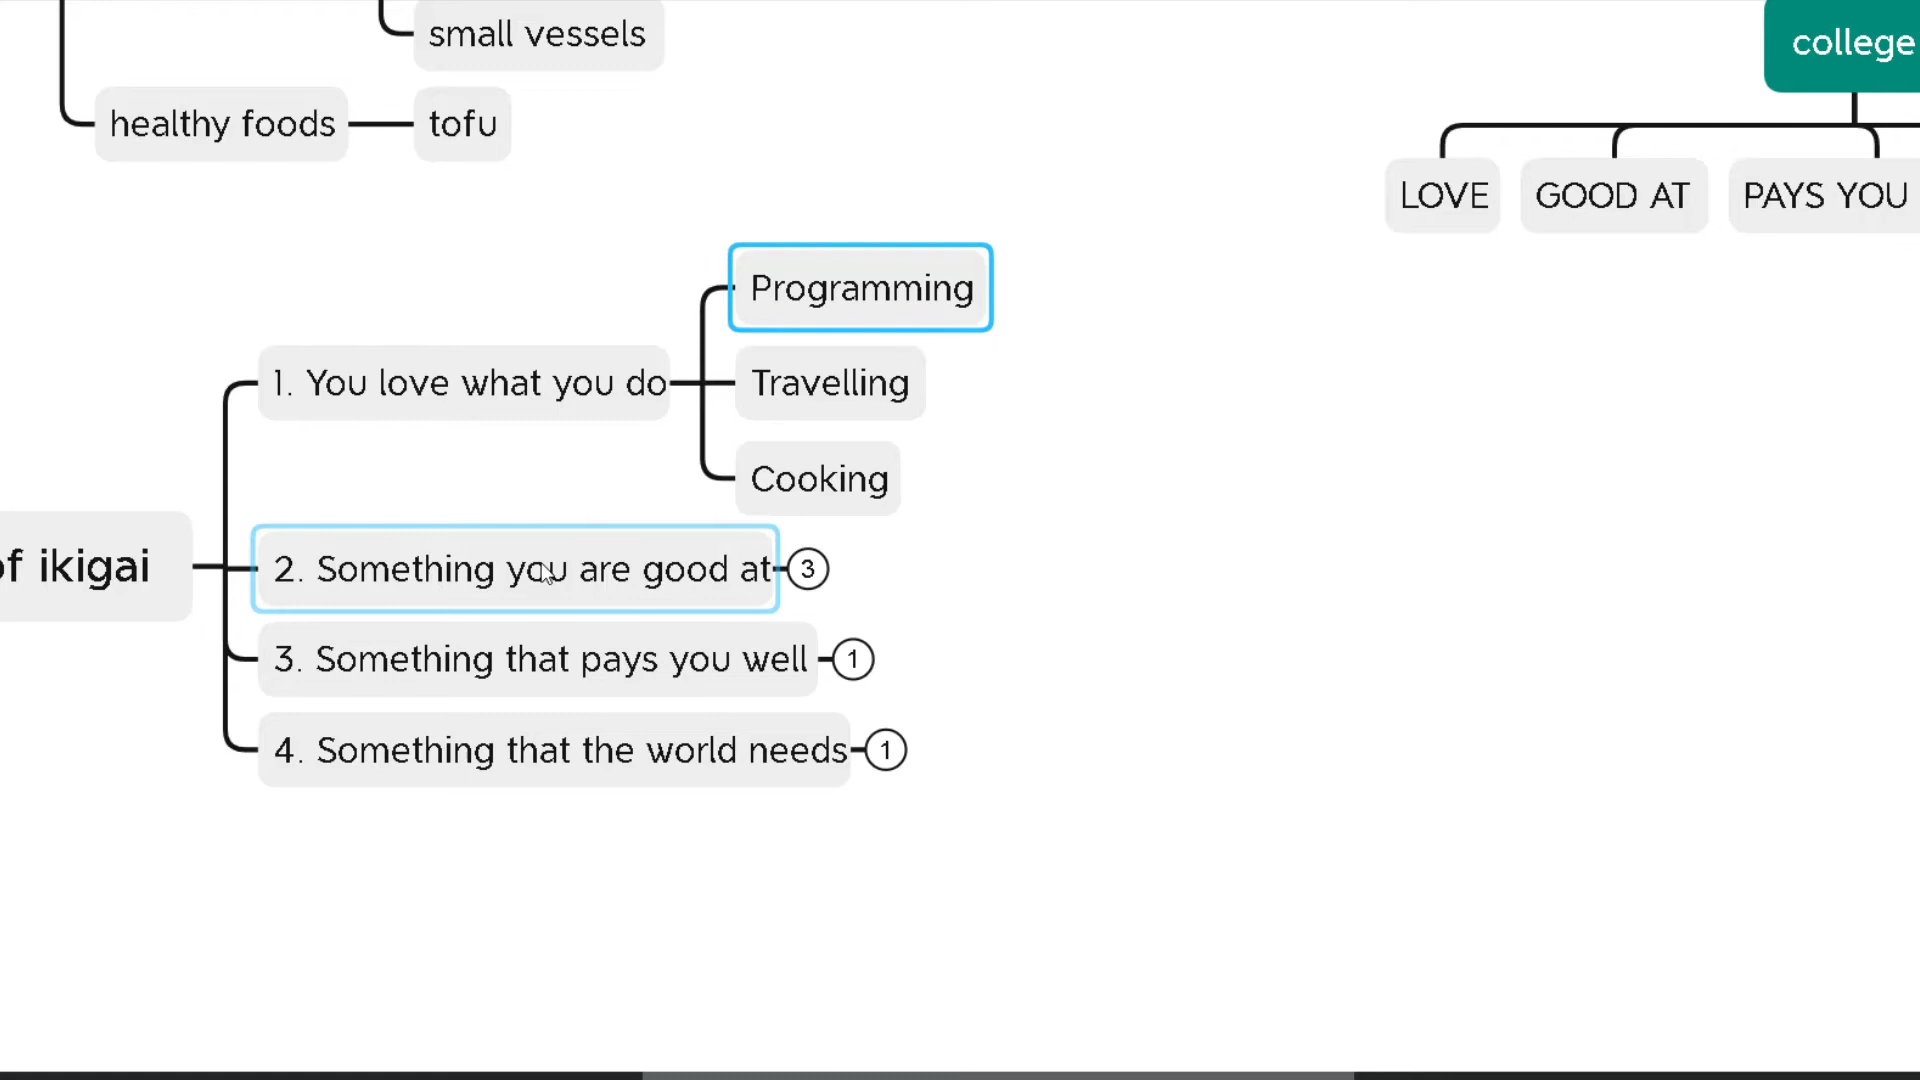 small vessels
healthy foods
tofu
college
LOVE
GOOD AT
PAYS YOU
Programming
1. You love what you do
Travelling
Cooking
of ikigai
2. Something you are good at
3
3. Something that pays you well
1
4. Something that the world needs
1